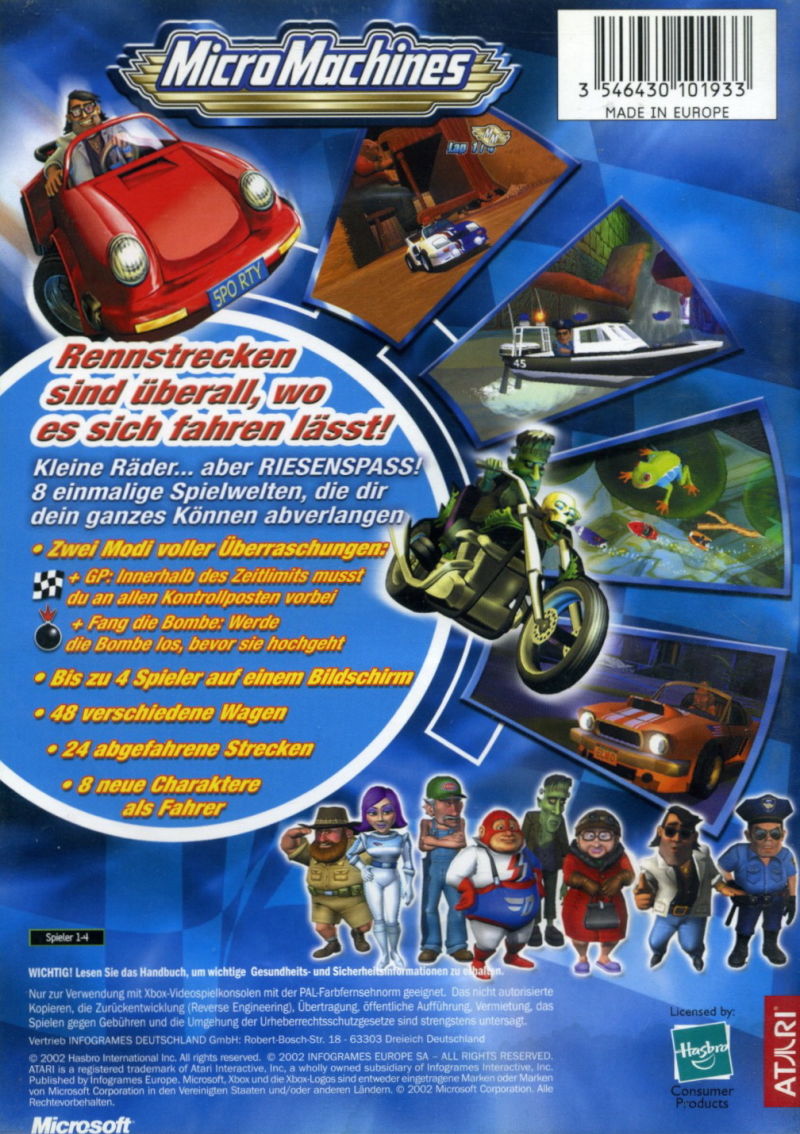 MicroMachines
3 546430 101933
MADE IN EUROPE
Lap 1/4
5PO RTY
45
Rennstrecken
sind überall, wo
es sich fahren lässt!
Kleine Räder... aber RIESENSPASS!
8 einmalige Spielwelten, die dir
dein ganzes Können abverlangen
• Zwei Modi voller Überraschungen:
+ GP: Innerhalb des Zeitlimits musst
du an allen Kontrollposten vorbei
+ Fang die Bombe: Werde
die Bombe los, bevor sie hochgeht
• Bis zu 4 Spieler auf einem Bildschirm
• 48 verschiedene Wagen
• 24 abgefahrene Strecken
• 8 neue Charaktere
als Fahrer
Spieler 1-4
WICHTIG! Lesen Sie das Handbuch, um wichtige Gesundheits- und Sicherheitsinformationen zu erhalten.
Nur zur Verwendung mit Xbox-Videospielkonsolen mit der PAL-Farbfernsehnorm geeignet. Das nicht autorisierte
Kopieren, die Zurückentwicklung (Reverse Engineering), Übertragung, öffentliche Aufführung, Vermietung, das
Spielen gegen Gebühren und die Umgehung der Urheberrechtsschutzgesetze sind strengstens untersagt.
Vertrieb INFOGRAMES DEUTSCHLAND GmbH: Robert-Bosch-Str. 18 - 63303 Dreieich Deutschland
© 2002 Hasbro International Inc. All rights reserved. © 2002 INFOGRAMES EUROPE SA – ALL RIGHTS RESERVED.
ATARI is a registered trademark of Atari Interactive, Inc, a wholly owned subsidiary of Infogrames Interactive, Inc.
Published by Infogrames Europe. Microsoft, Xbox und die Xbox-Logos sind entweder eingetragene Marken oder Marken
von Microsoft Corporation in den Vereinigten Staaten und/oder anderen Ländern. © 2002 Microsoft Corporation. Alle
Rechtevorbehalten.
Microsoft
Licensed by:
Hasbro
Consumer
Products
ATARI